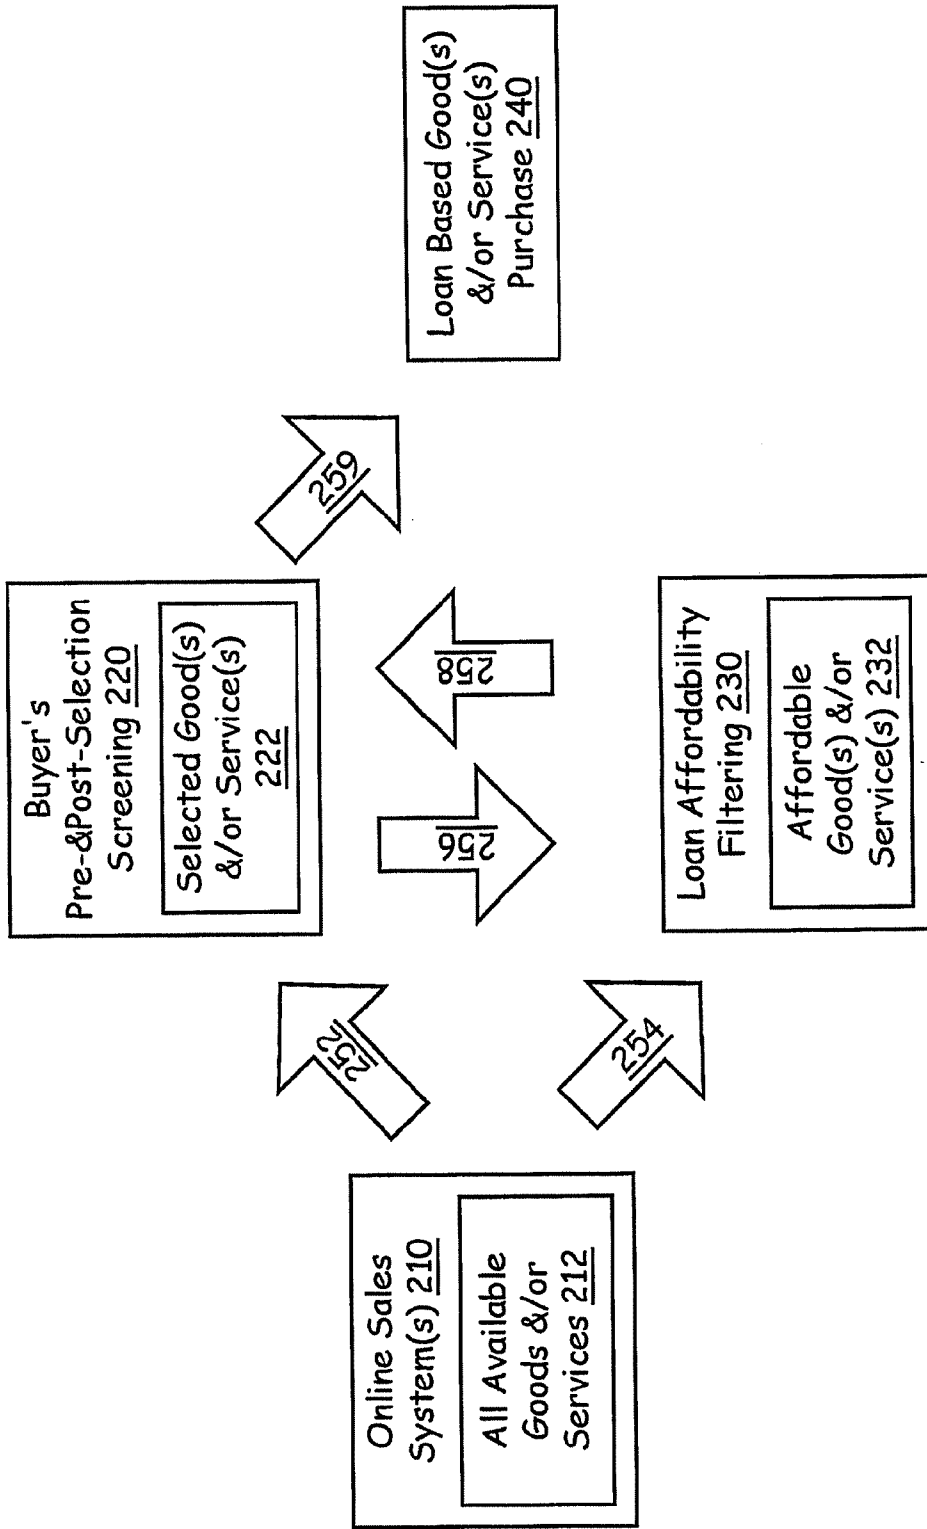 Online Sales
System(s) 210
All Available
Goods &/or
Services 212
252
254
Buyer's
Pre-&Post-Selection
Screening 220
Selected Good(s)
&/or Service(s)
222
256
258
Loan Affordability
Filtering 230
Affordable
Good(s) &/or
Service(s) 232
259
Loan Based Good(s)
&/or Service(s)
Purchase 240